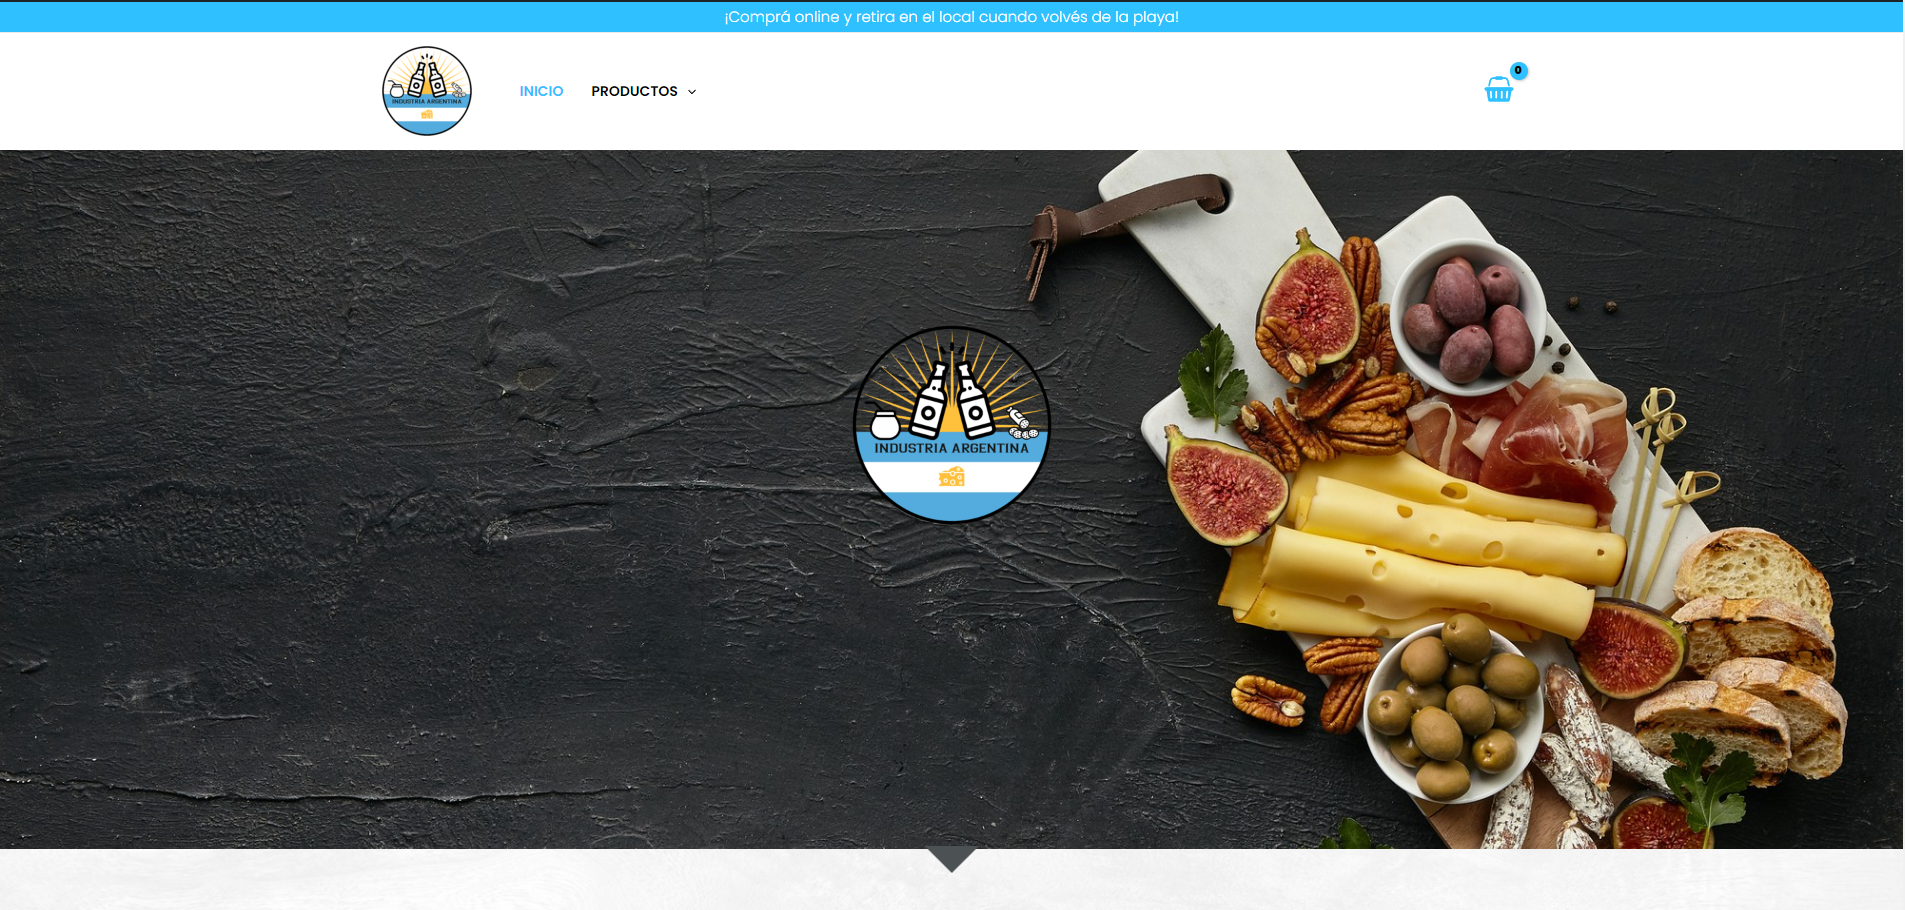 ¡Comprá online y retira en el local cuando volvés de la playa!
INDUSTRIA ARGENTINA
INICIO
PRODUCTOS
0
INDUSTRIA ARGENTINA